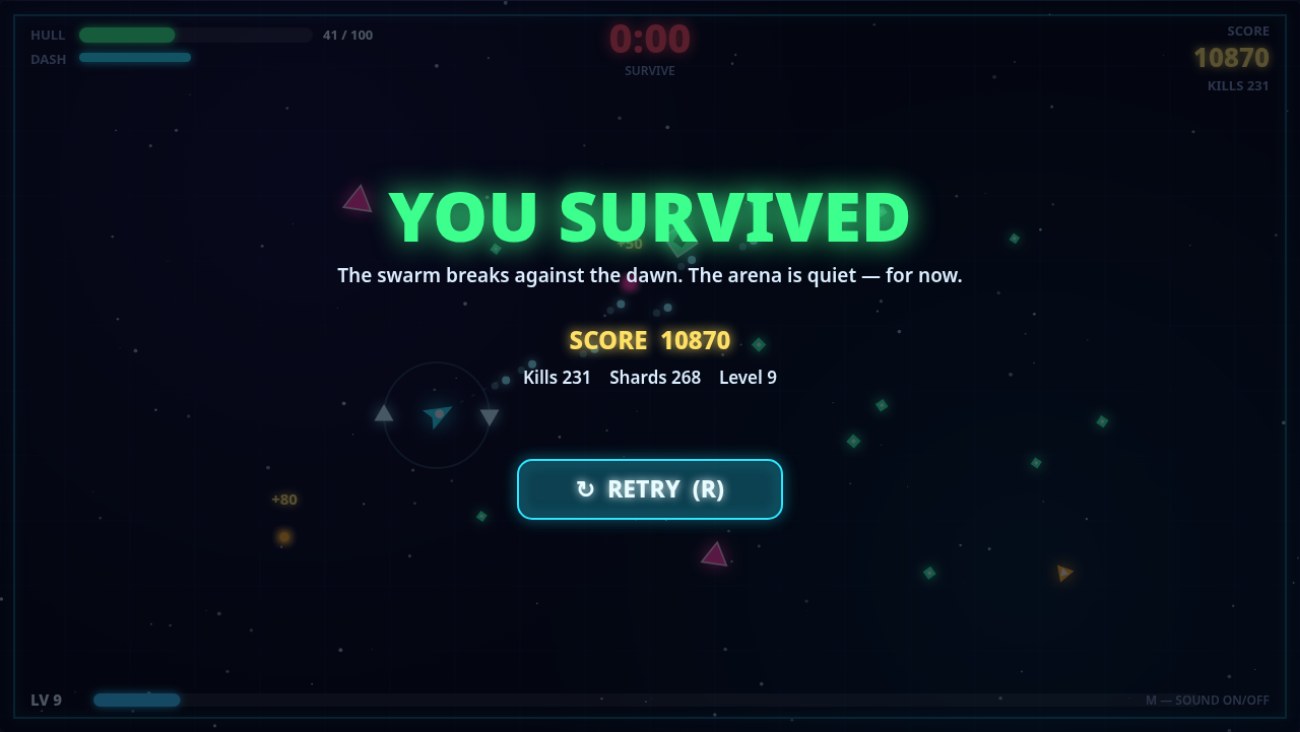 HULL 41 / 100
DASH
0:00
SURVIVE
SCORE
10870
KILLS 231
YOU SURVIVED
+50
The swarm breaks against the dawn. The arena is quiet — for now.
SCORE 10870
Kills 231 Shards 268 Level 9
↻ RETRY (R)
+80
LV 9
M — SOUND ON/OFF